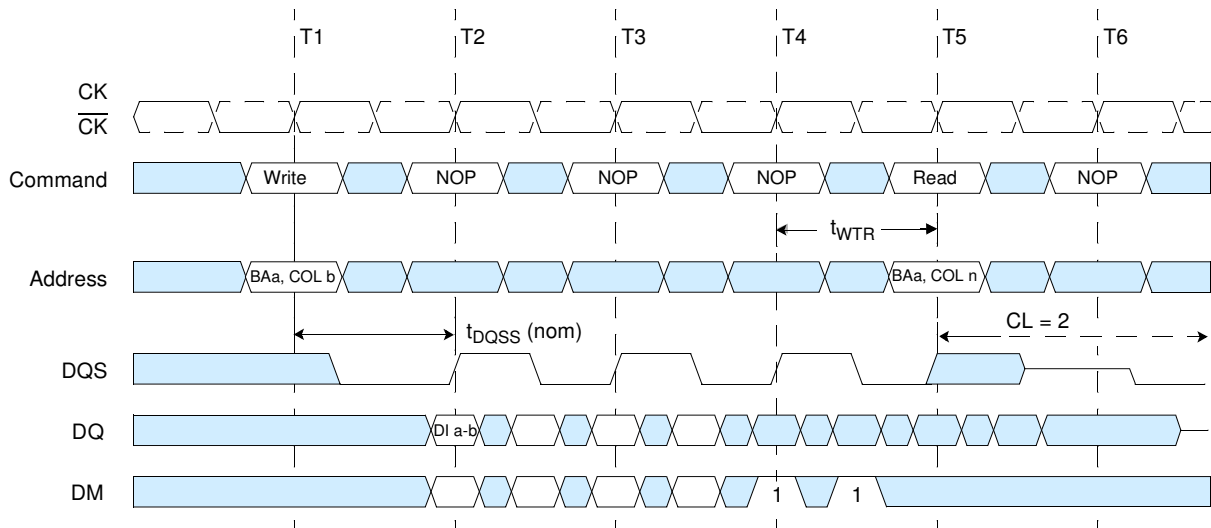 T1 T2 T3 T4 T5 T6
CK
CK
Command Write NOP NOP NOP Read NOP
tWTR
Address BAa, COL b BAa, COL n
tDQSS (nom) CL = 2
DQS
DQ DI a-b
DM 1 1